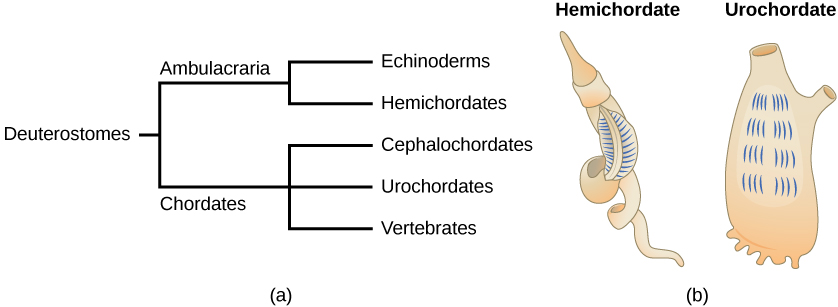 Deuterostomes
Ambulacraria
Chordates
Echinoderms
Hemichordates
Cephalochordates
Urochordates
Vertebrates
(a)
Hemichordate
Urochordate
(b)